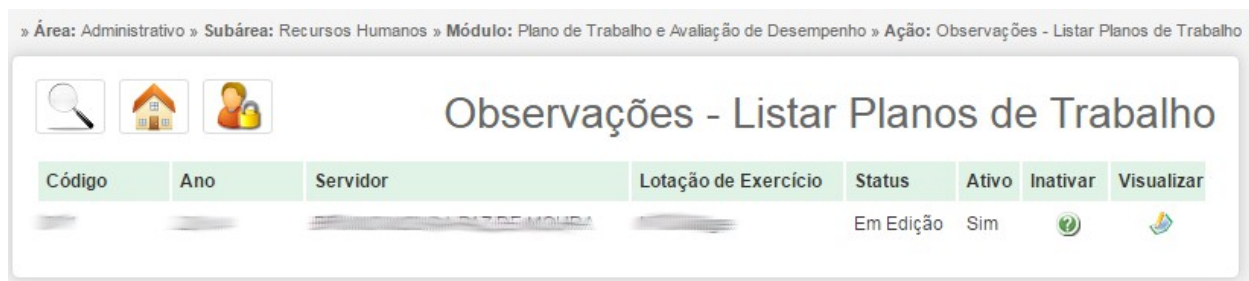 » Área: Administrativo » Subárea: Recursos Humanos » Módulo: Plano de Trabalho e Avaliação de Desempenho » Ação: Observações - Listar Planos de Trabalho
Observações - Listar Planos de Trabalho
Código Ano Servidor Lotação de Exercício Status Ativo Inativar Visualizar
Em Edição Sim